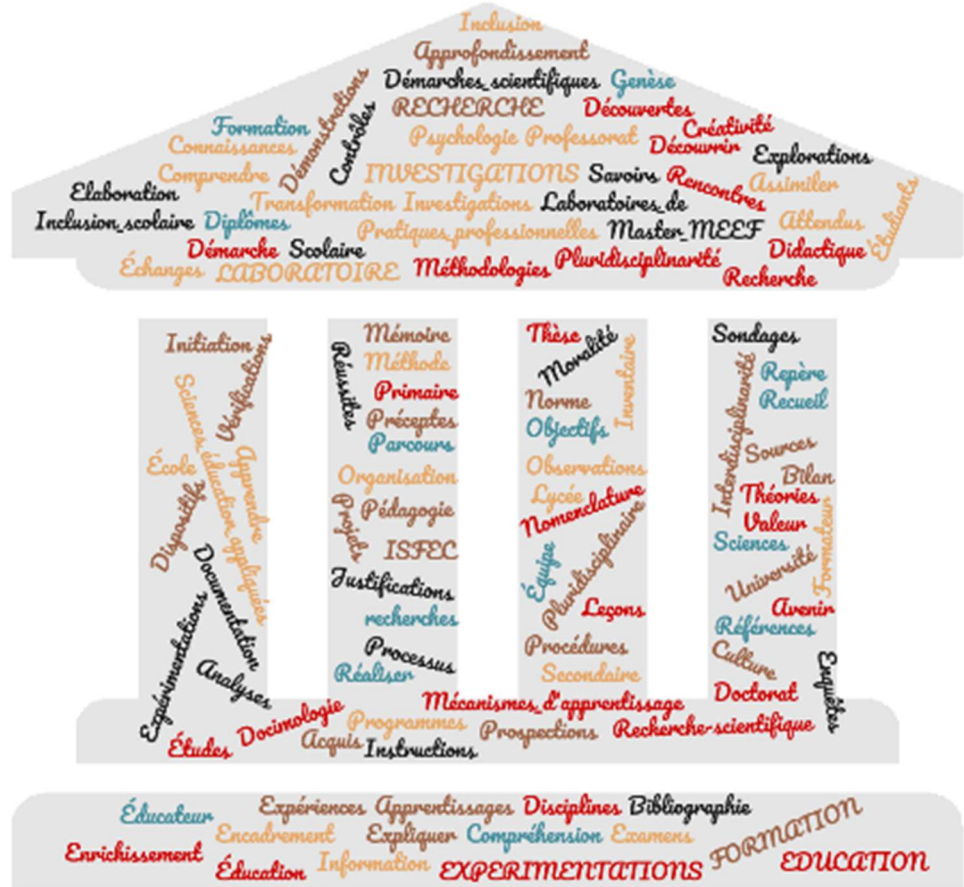 Inclusion
Approfondissement
Démarches_scientifiques Genèse
Démonstrations
Contrôles
RECHERCHE Découvertes
Formation
Psychologie Professorat
Créativité
Connaissances
Découvrir
Explorations
Comprendre
INVESTIGATIONS Savoirs
Rencontres
Assimiler
Elaboration
Transformation Investigations Laboratoires_de
Étudiants
Inclusion_scolaire Diplômes
Pratiques_professionnelles Master_MEEF
Attendus
Démarche Scolaire
Pluridisciplinarité
Didactique
Échanges LABORATOIRE Méthodologies
Recherche
Initiation
Vérifications
Sciences_éducation_appliquées
École
Apprendre
Dispositifs
Documentation
Expérimentations
Analyses
Mémoire
Réussites
Méthode
Primaire
Préceptes
Parcours
Organisation
Projets
Pédagogie
ISFEC
Justifications
recherches
Processus
Réaliser
Thèse
Moralité
Inventaire
Norme
Objectifs
Observations
Lycée
Nomenclature
Équipe
Pluridisciplinaire
Leçons
Procédures
Secondaire
Sondages
Interdisciplinarité
Repère
Recueil
Sources
Bilan
Théories
Valeur
Formateur
Sciences
Université
Avenir
Références
Culture
Enquêtes
Doctorat
Mécanismes_d'apprentissage
Docimologie
Programmes
Prospections
Recherche-scientifique
Études
Acquis
Instructions
Éducateur
Expériences Apprentissages Disciplines Bibliographie
Encadrement Expliquer Compréhension Examens
FORMATION
Enrichissement
Éducation
Information
EXPERIMENTATIONS
EDUCATION